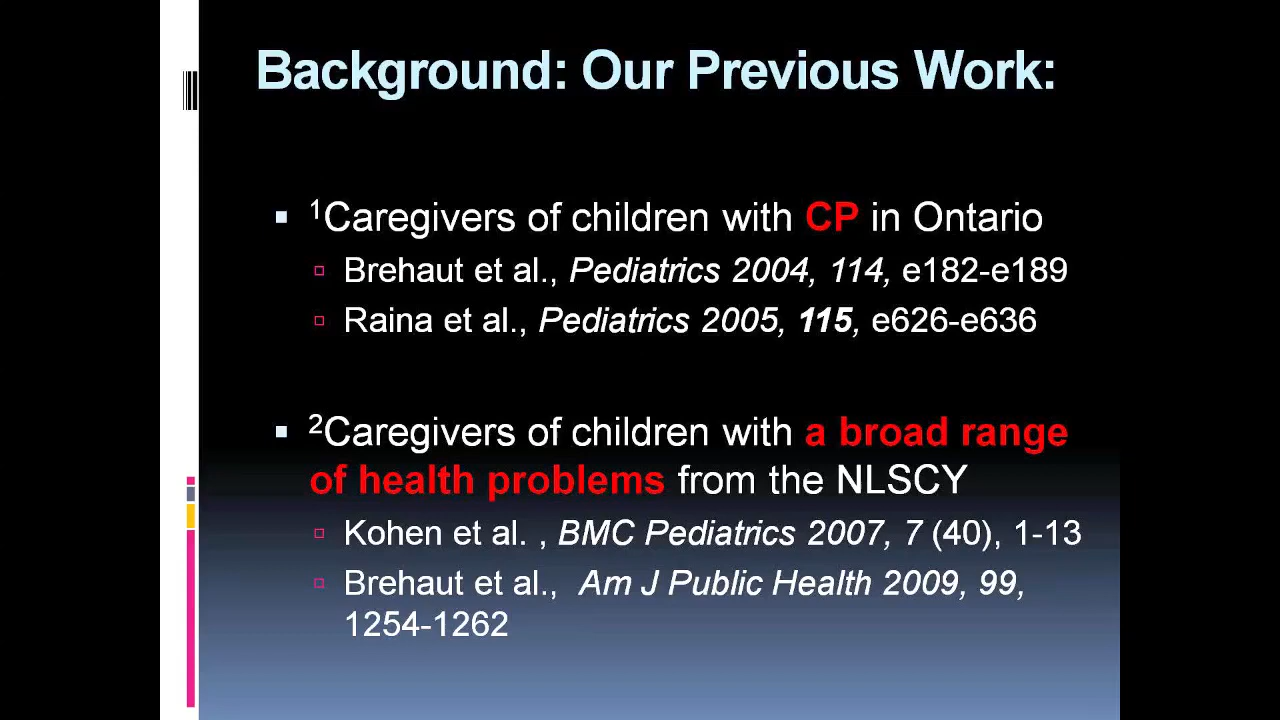 Background: Our Previous Work:
¹Caregivers of children with CP in Ontario
Brehaut et al., Pediatrics 2004, 114, e182-e189
Raina et al., Pediatrics 2005, 115, e626-e636
²Caregivers of children with a broad range
of health problems from the NLSCY
Kohen et al. , BMC Pediatrics 2007, 7 (40), 1-13
Brehaut et al., Am J Public Health 2009, 99,
1254-1262